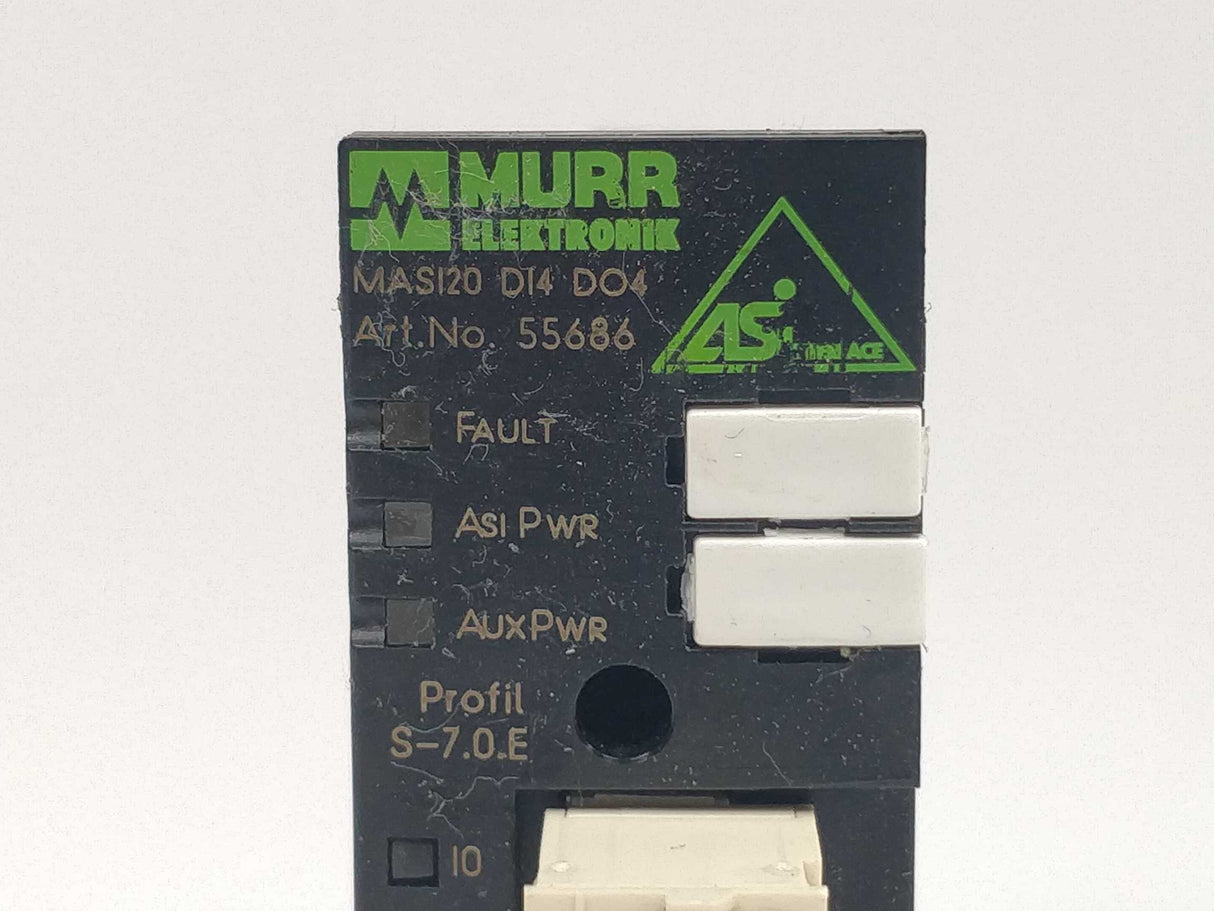 MURR
ELEKTRONIK
MASI20 DI4 DO4
Art.No. 55686
AS
FAULT
ASI PWR
AUXPWR
Profil
S-7.0.E
I0